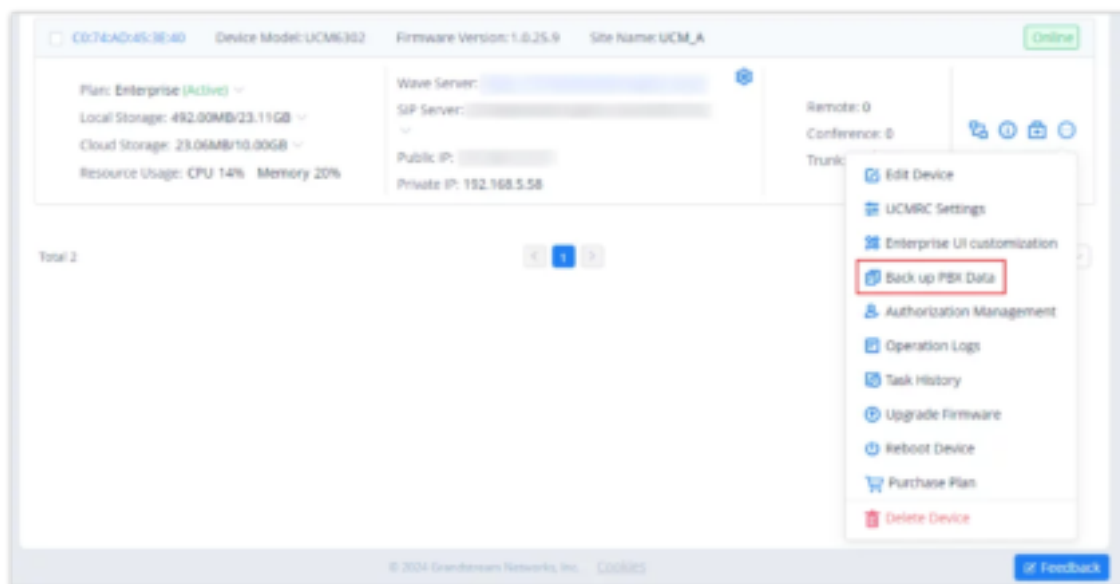 C0:74:AD:45:3E:40 Device Model: UCM6302 Firmware Version: 1.0.25.9 Site Name: UCM_A Online
Plan: Enterprise (Active)
Local Storage: 492.00MB/23.11GB
Cloud Storage: 23.06MB/10.00GB
Resource Usage: CPU 14% Memory 20%
Wave Server:
SIP Server:
Public IP:
Private IP: 192.168.5.58
Remote: 0
Conference: 0
Trunk:
Edit Device
UCMRC Settings
Enterprise UI customization
Back up PBX Data
Authorization Management
Operation Logs
Task History
Upgrade Firmware
Reboot Device
Purchase Plan
Delete Device
Total 2
1
© 2024 Grandstream Networks, Inc. Cookies
Feedback